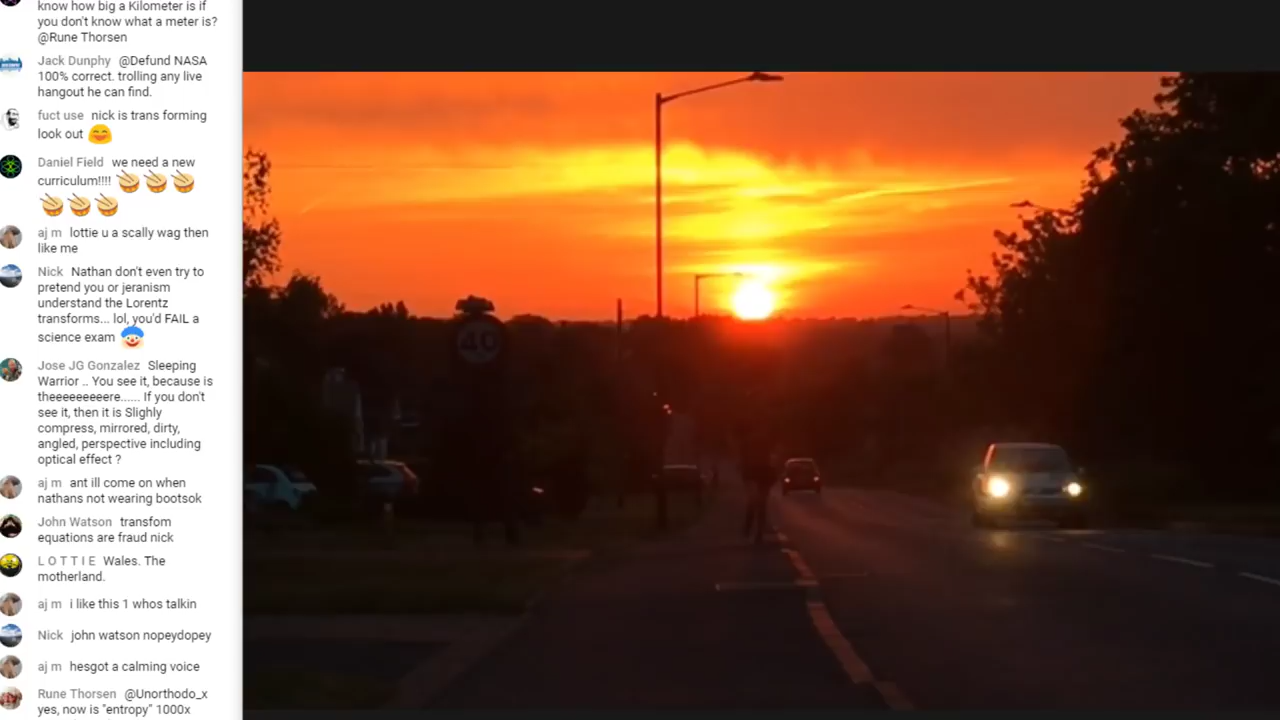 know how big a Kilometer is if
you don't know what a meter is?
@Rune Thorsen
Jack Dunphy @Defund NASA
100% correct. trolling any live
hangout he can find.
fuct use nick is trans forming
look out
Daniel Field we need a new
curriculum!!!!
aj m lottie u a scally wag then
like me
Nick Nathan don't even try to
pretend you or jeranism
understand the Lorentz
transforms... lol, you'd FAIL a
science exam
Jose JG Gonzalez Sleeping
Warrior .. You see it, because is
theeeeeeeere...... If you don't
see it, then it is Slighly
compress, mirrored, dirty,
angled, perspective including
optical effect ?
aj m ant ill come on when
nathans not wearing bootsok
John Watson transfom
equations are fraud nick
L O T T I E Wales. The
motherland.
aj m i like this 1 whos talkin
Nick john watson nopeydopey
aj m hesgot a calming voice
Rune Thorsen @Unorthodo_x
yes, now is "entropy" 1000x
40